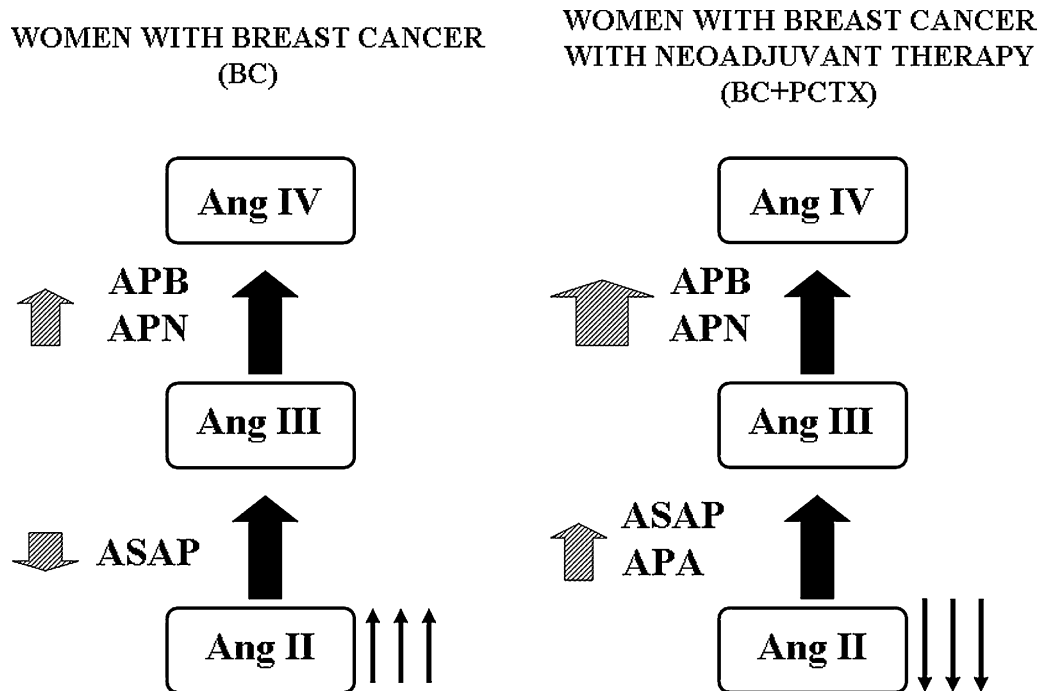 WOMEN WITH BREAST CANCER
(BC)
Ang IV
APB
APN
Ang III
ASAP
Ang II
WOMEN WITH BREAST CANCER
WITH NEOADJUVANT THERAPY
(BC+PCTX)
Ang IV
APB
APN
Ang III
ASAP
APA
Ang II